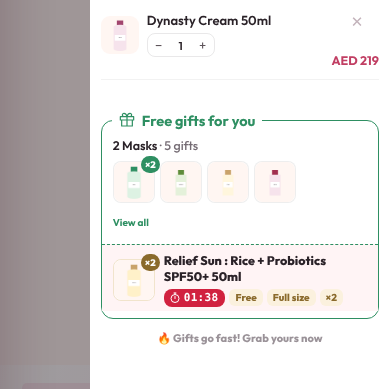 Dynasty Cream 50ml
×
− 1 +
AED 219
Free gifts for you
2 Masks · 5 gifts
×2
View all
×2
Relief Sun : Rice + Probiotics
SPF50+ 50ml
01:38 Free Full size ×2
🔥 Gifts go fast! Grab yours now